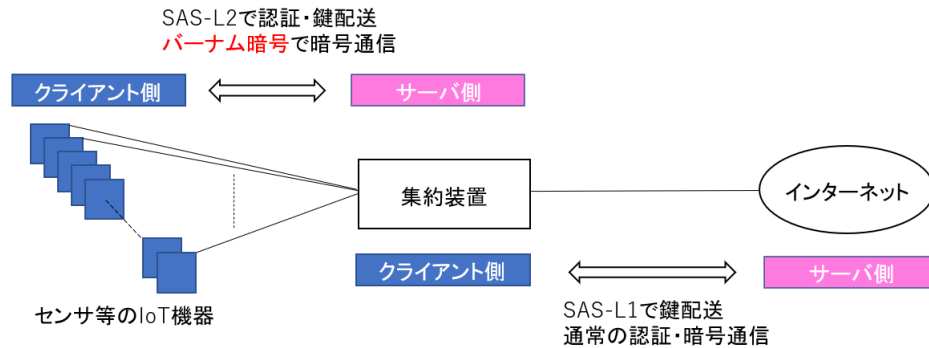 SAS-L2で認証・鍵配送
バーナム暗号で暗号通信
クライアント側
サーバ側
集約装置
インターネット
クライアント側
サーバ側
センサ等のIoT機器
SAS-L1で鍵配送
通常の認証・暗号通信